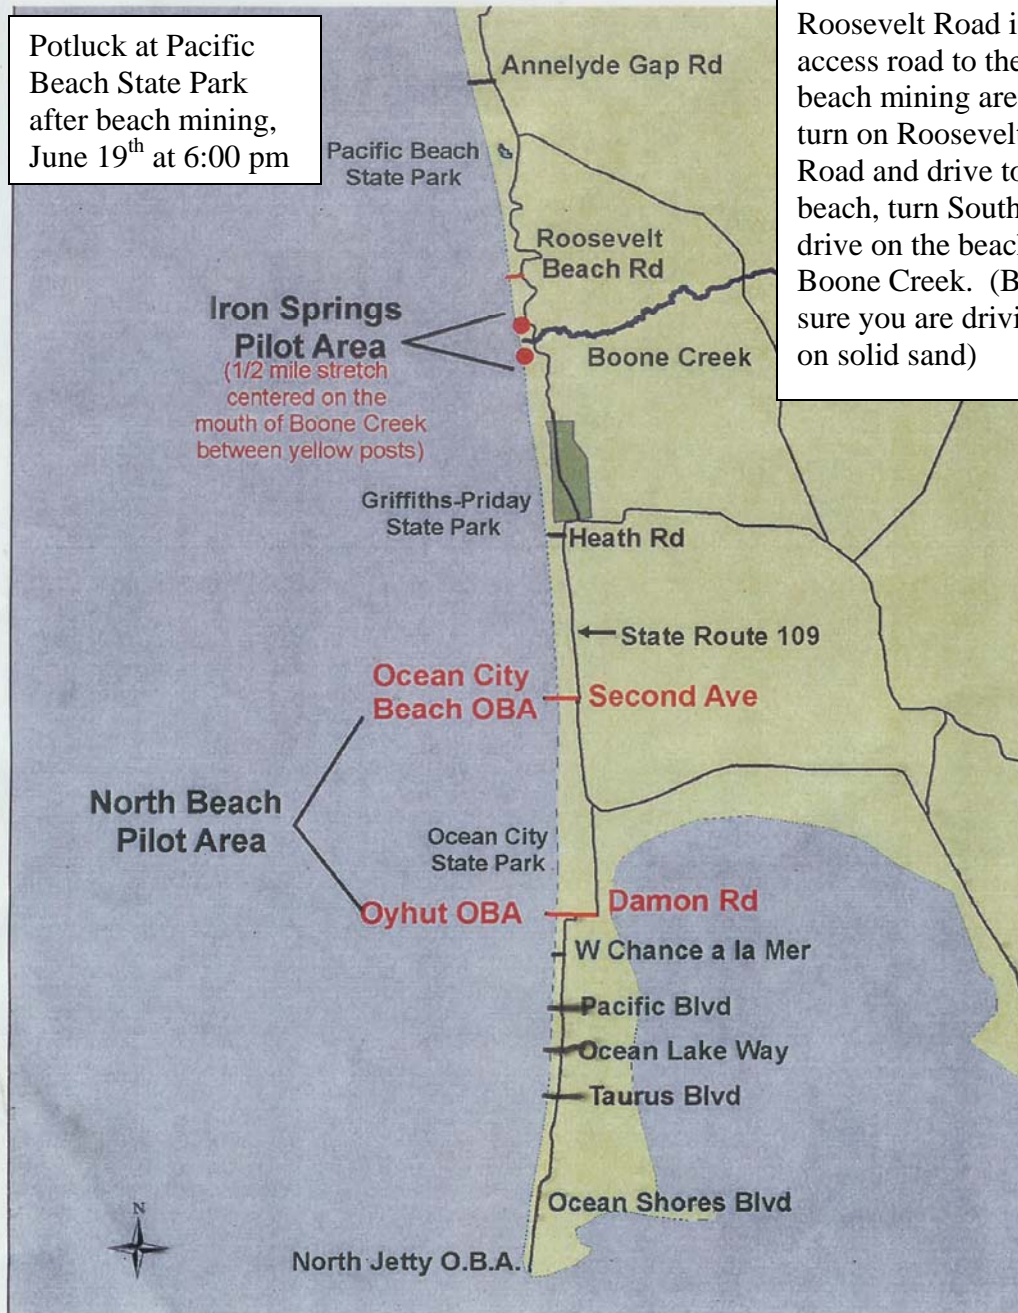 Potluck at Pacific
Beach State Park
after beach mining,
June 19th at 6:00 pm
Roosevelt Road
access road to the
beach mining
turn on Roosevelt
Road and drive
beach, turn South
drive on the
Boone Creek.
sure you are
on solid sand)
Annelyde Gap Rd
Pacific Beach
State Park
Roosevelt
Beach Rd
Iron Springs
Pilot Area
(1/2 mile stretch
centered on the
mouth of Boone Creek
between yellow posts)
Boone Creek
Griffiths-Priday
State Park
Heath Rd
State Route 109
Ocean City
Beach OBA
Second Ave
North Beach
Pilot Area
Ocean City
State Park
Oyhut OBA
Damon Rd
W Chance a la Mer
Pacific Blvd
Ocean Lake Way
Taurus Blvd
Ocean Shores Blvd
N
North Jetty O.B.A.